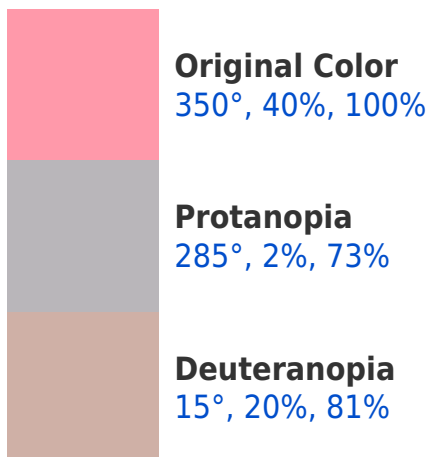 Original Color
350°, 40%, 100%
Protanopia
285°, 2%, 73%
Deuteranopia
15°, 20%, 81%